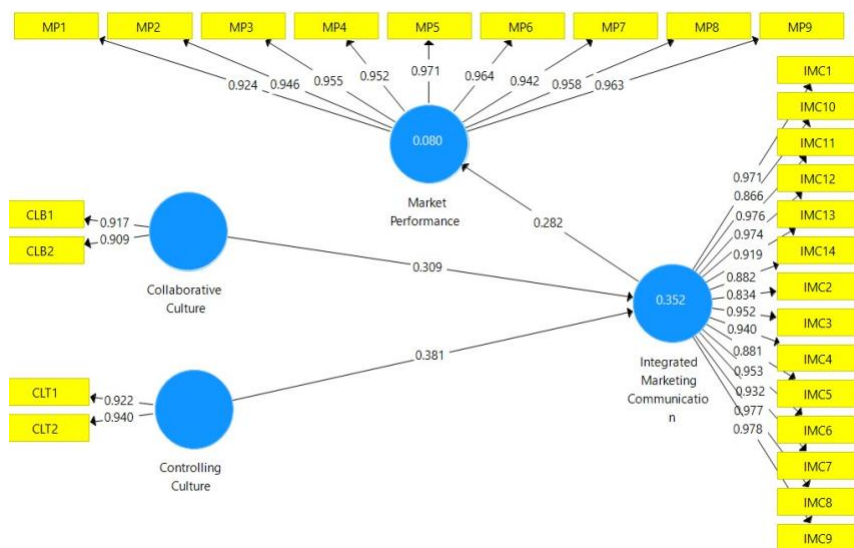 MP1 MP2 MP3 MP4 MP5 MP6 MP7 MP8 MP9
0.924 0.946 0.955 0.952 0.971 0.964 0.942 0.958 0.963
0.080
Market
Performance
CLB1
CLB2
0.917
0.909
Collaborative
Culture
0.309
0.282
CLT1
CLT2
0.922
0.940
Controlling
Culture
0.381
0.352
Integrated
Marketing
Communicatio
n
0.971
0.866
0.976
0.974
0.919
0.882
0.834
0.952
0.940
0.881
0.953
0.932
0.977
0.978
IMC1
IMC10
IMC11
IMC12
IMC13
IMC14
IMC2
IMC3
IMC4
IMC5
IMC6
IMC7
IMC8
IMC9